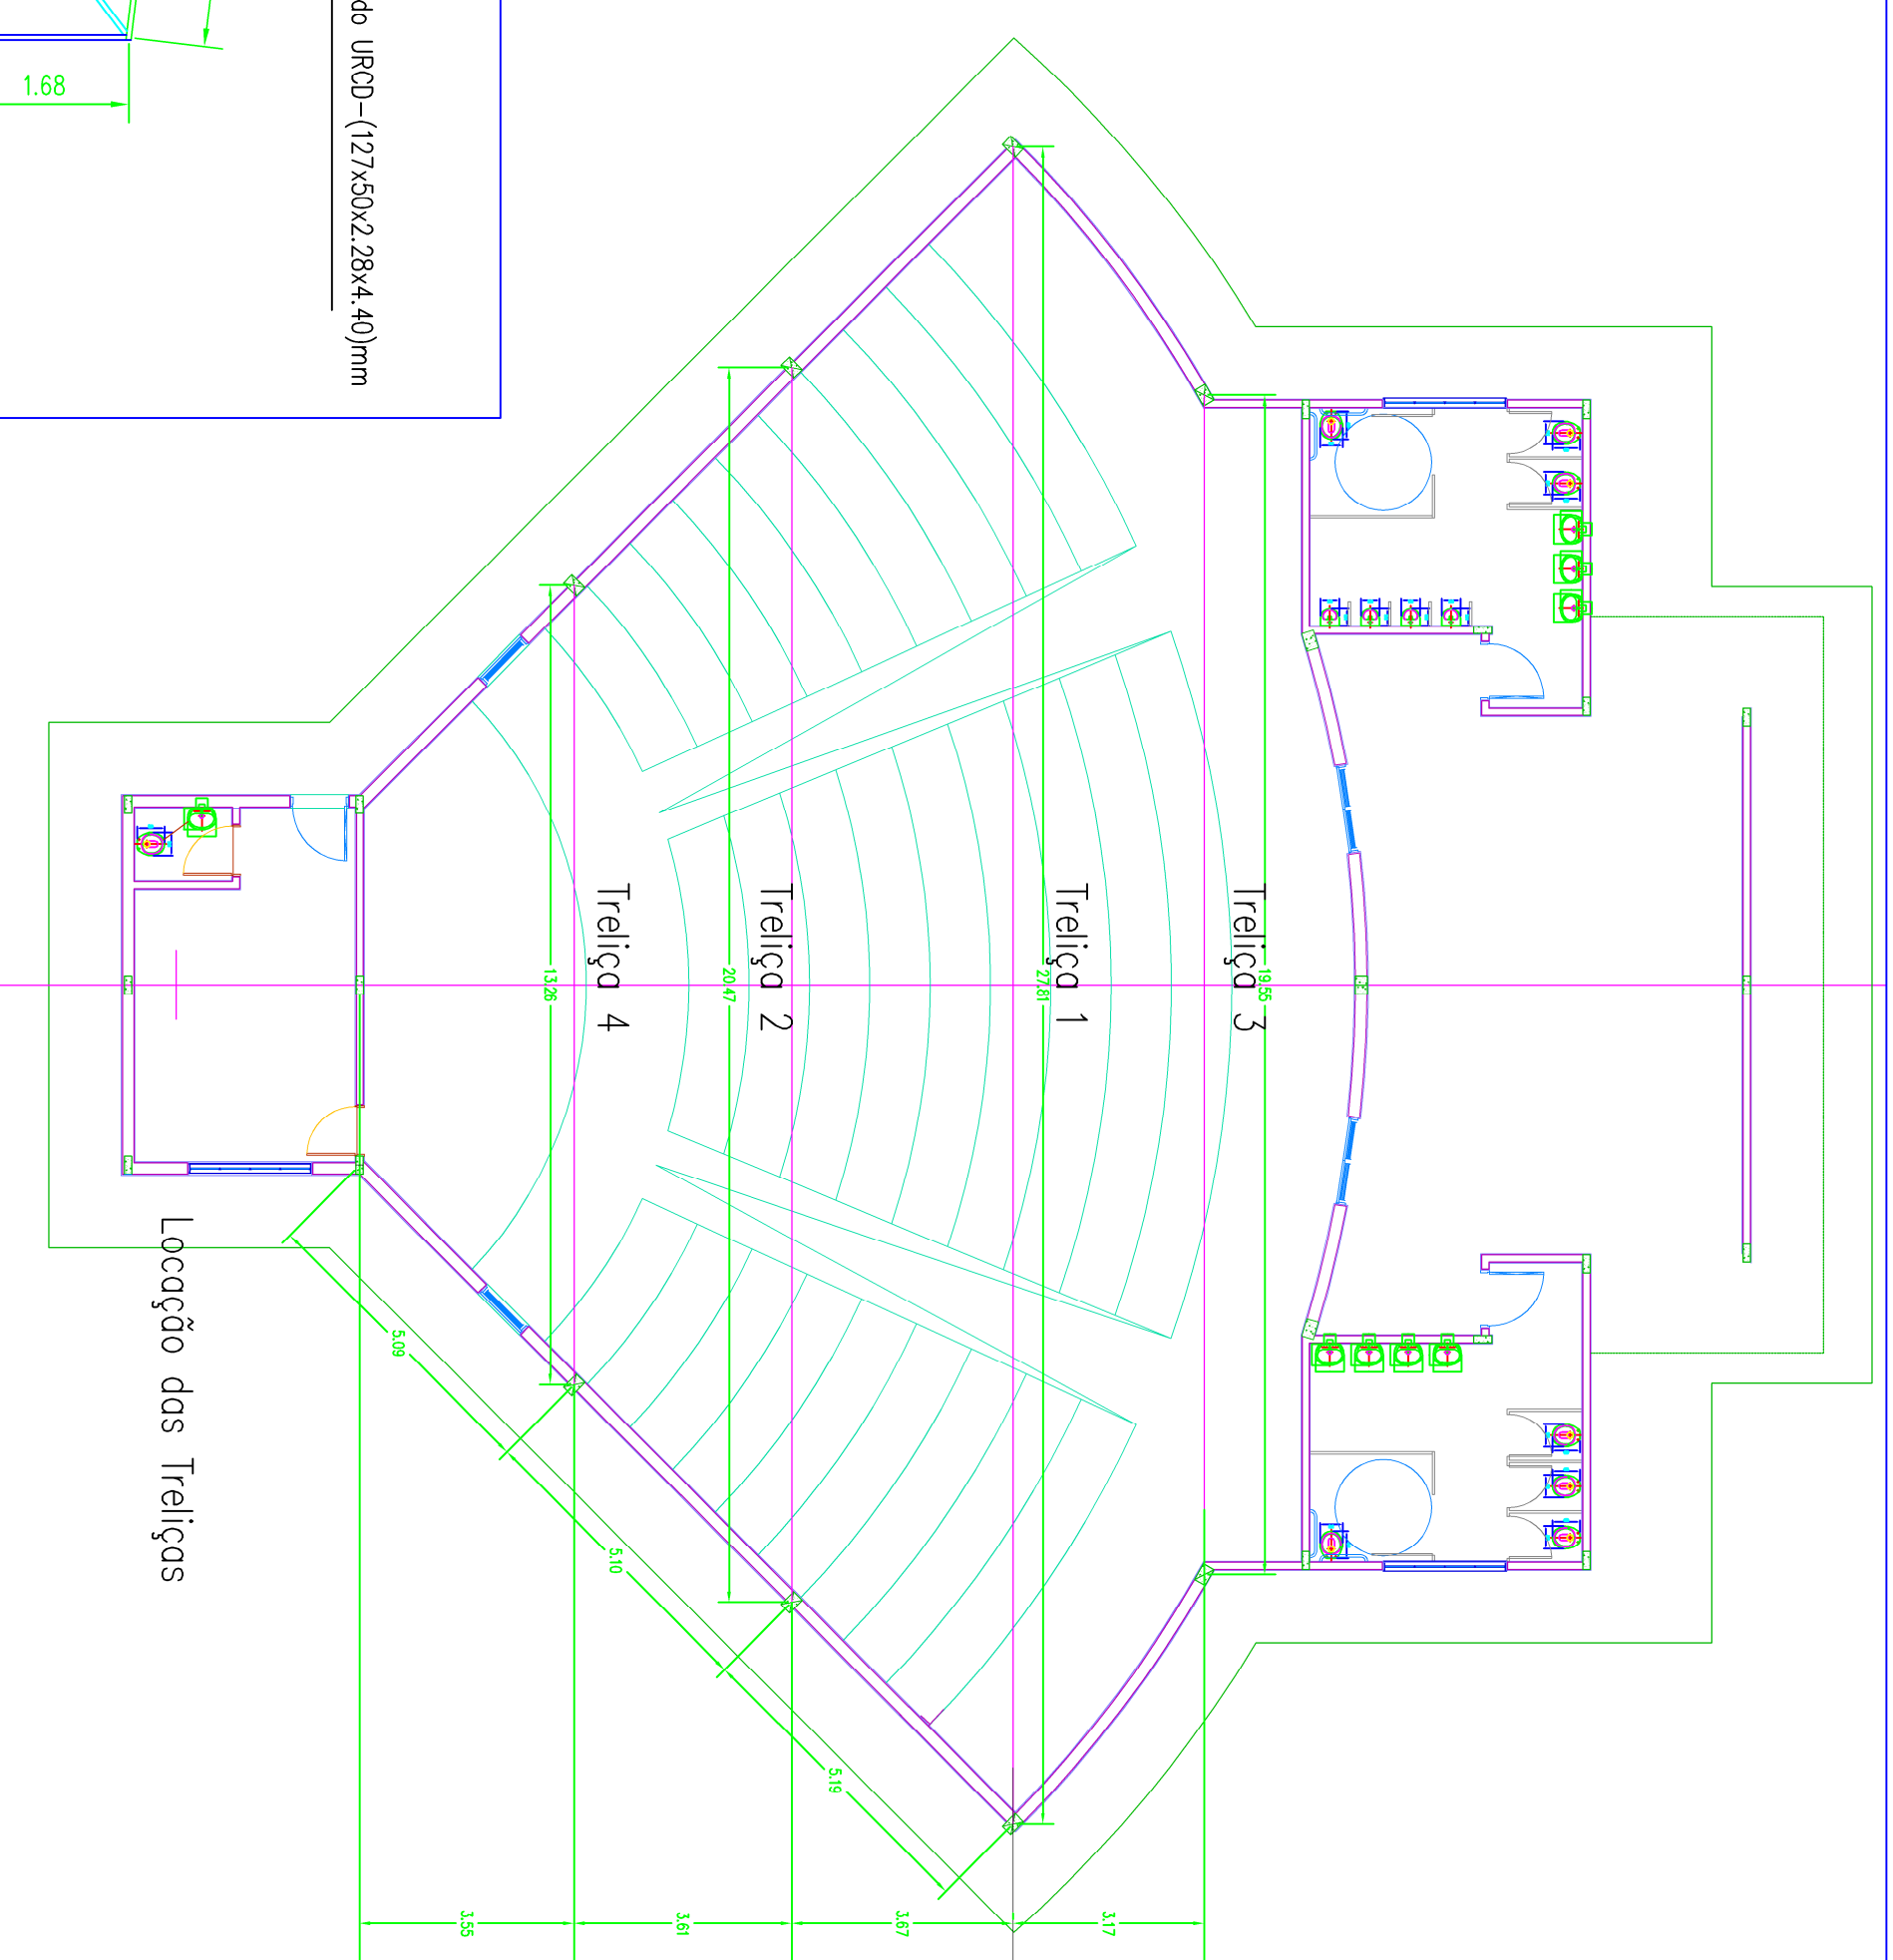 do URCD-(127x50x2.28x4.40)mm
1.68
Treliça 3
19.55
Treliça 1
27.81
Treliça 2
20.47
Treliça 4
13.26
5.09
5.10
5.19
3.17
3.67
3.61
3.55
Locação das Treliças